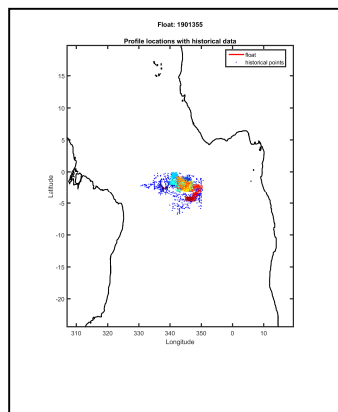 Float: 1901355
Profile locations with historical data
float
historical points
15
10
5
0
-5
-10
-15
-20
Latitude
310 320 330 340 350 0 10
Longitude